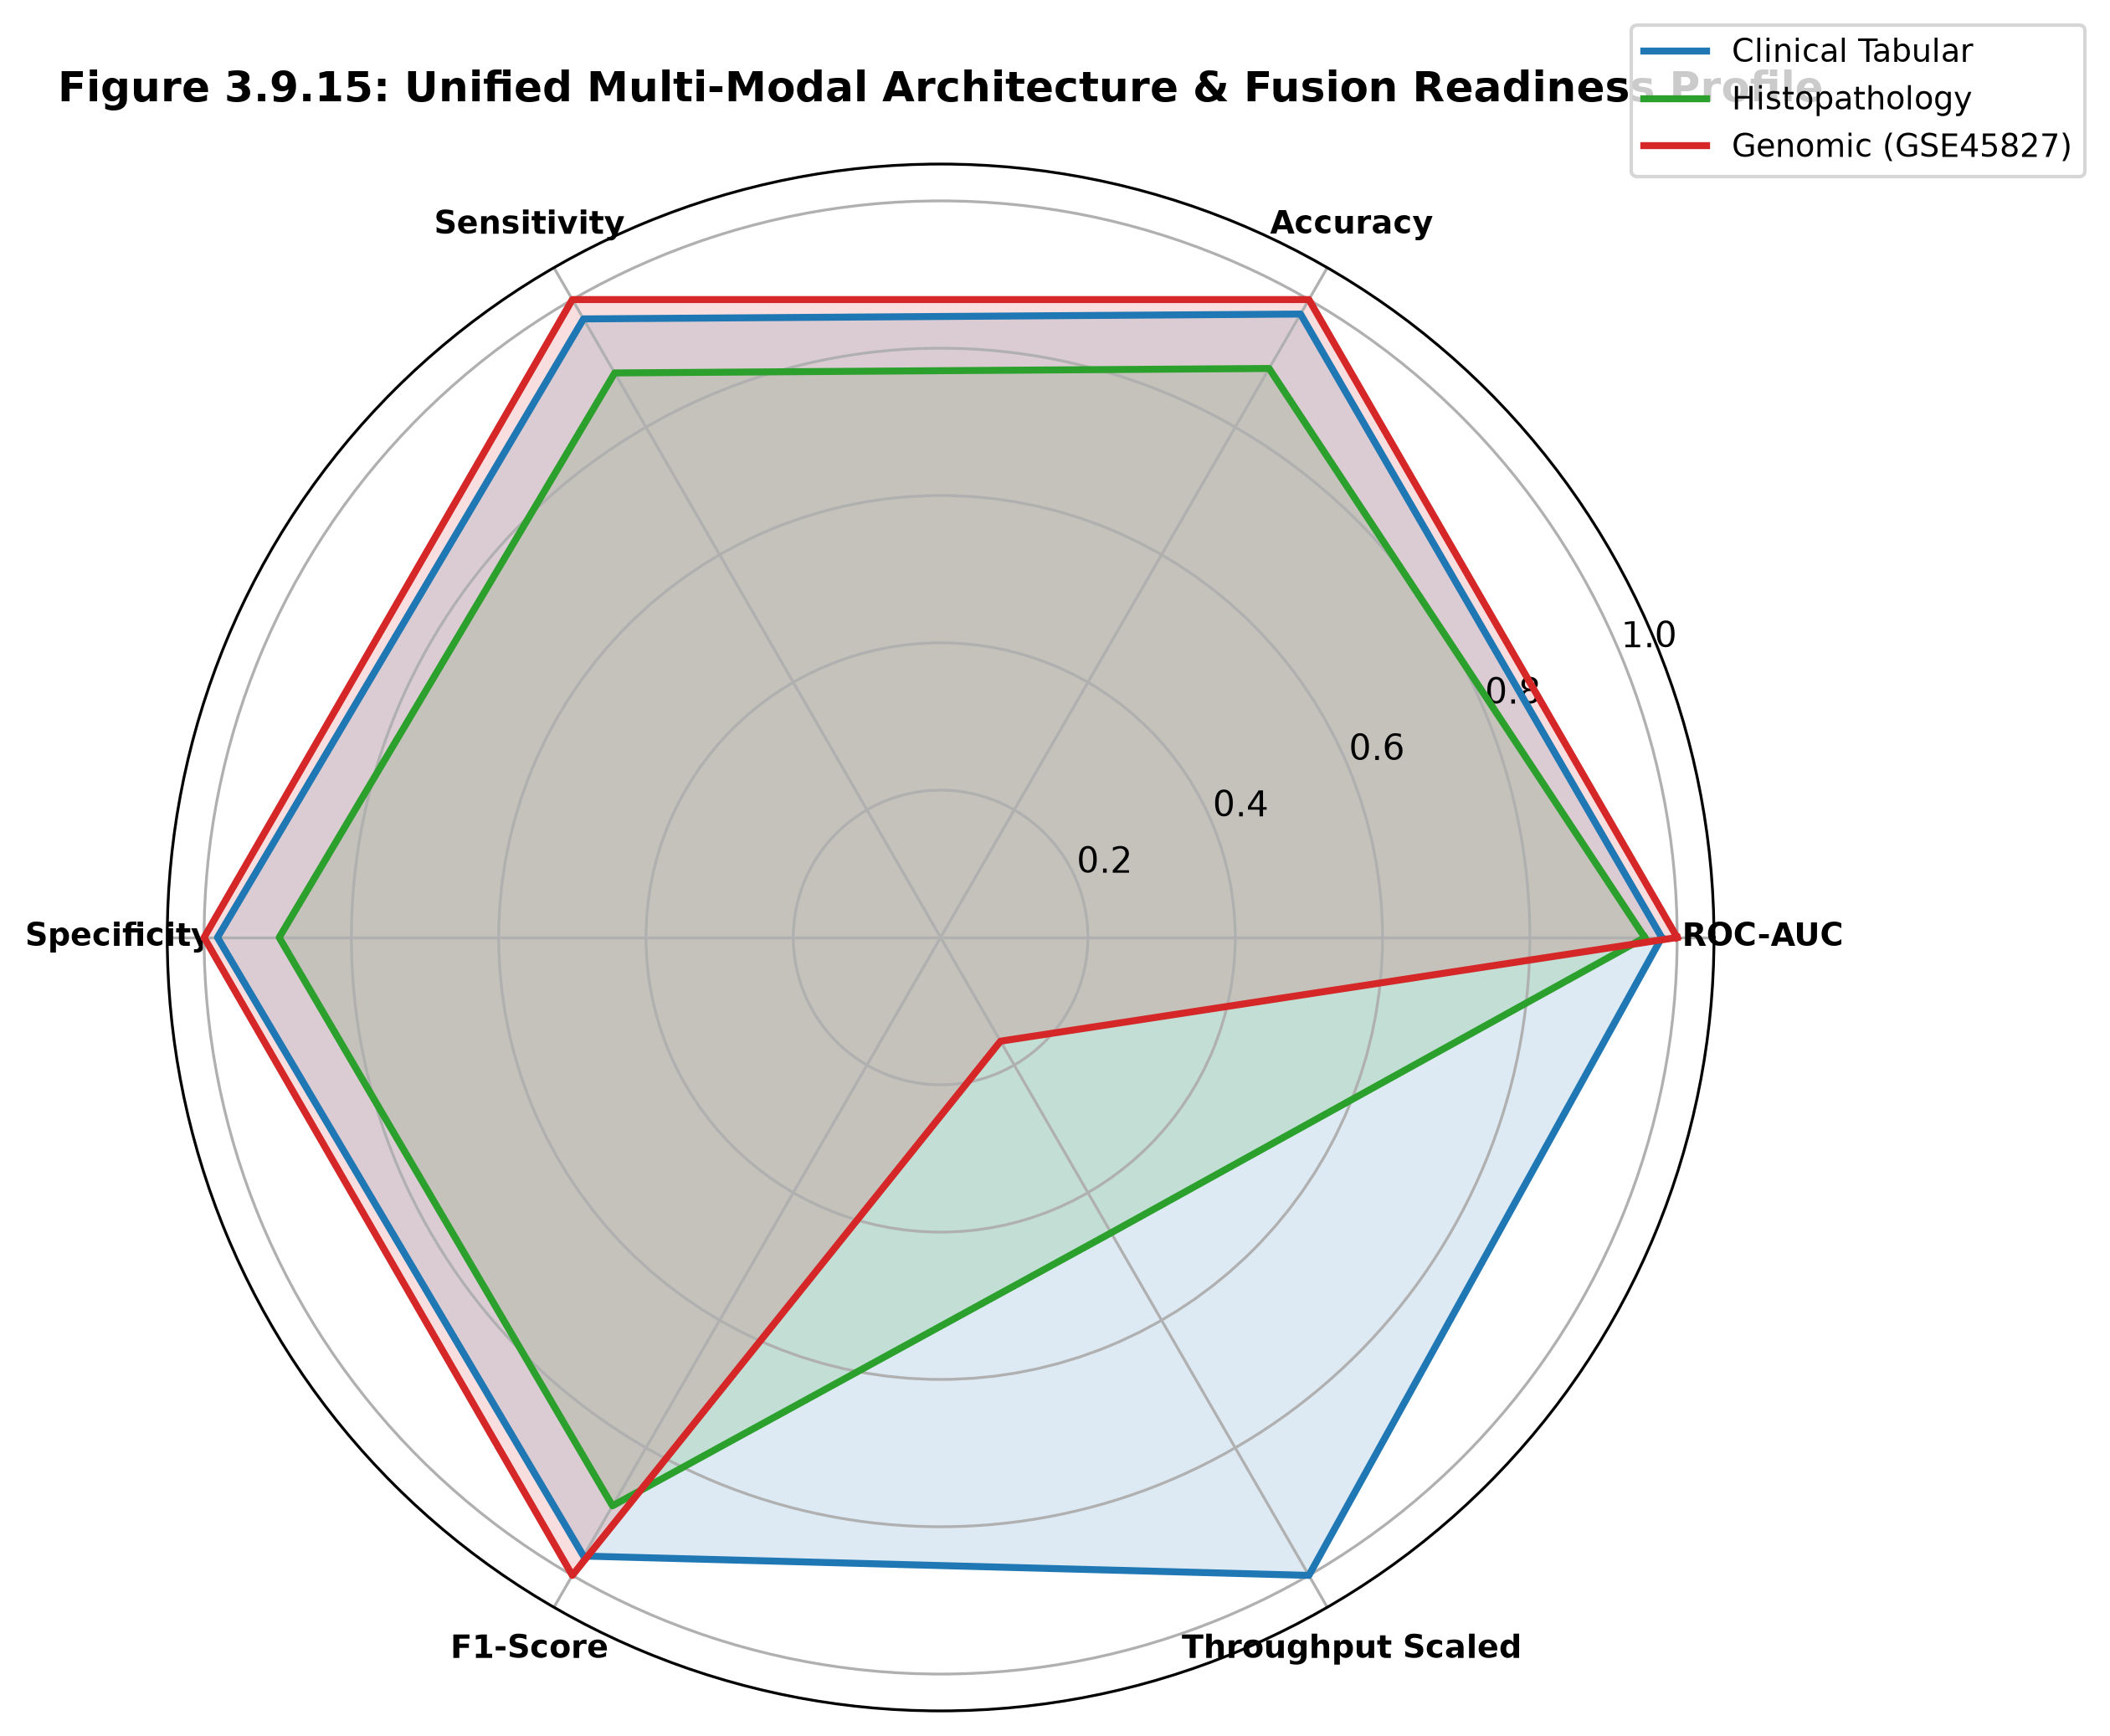 Figure 3.9.15: Unified Multi-Modal Architecture & Fusion Readiness Profile
Clinical Tabular
Histopathology
Genomic (GSE45827)
Sensitivity
Accuracy
1.0
0.8
0.6
0.4
0.2
Specificity
ROC-AUC
F1-Score
Throughput Scaled